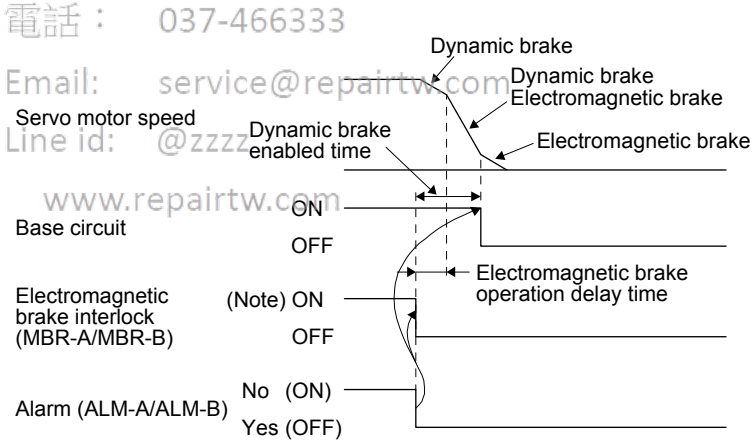 電話： 037-466333
Dynamic brake
Email: service@repairtw.com
Dynamic brake
Electromagnetic brake
Servo motor speed
Line id: @zzzz
Dynamic brake
enabled time
Electromagnetic brake
www.repairtw.com
ON
Base circuit
OFF
Electromagnetic brake
operation delay time
Electromagnetic
brake interlock
(MBR-A/MBR-B)
(Note) ON
OFF
Alarm (ALM-A/ALM-B)
No (ON)
Yes (OFF)